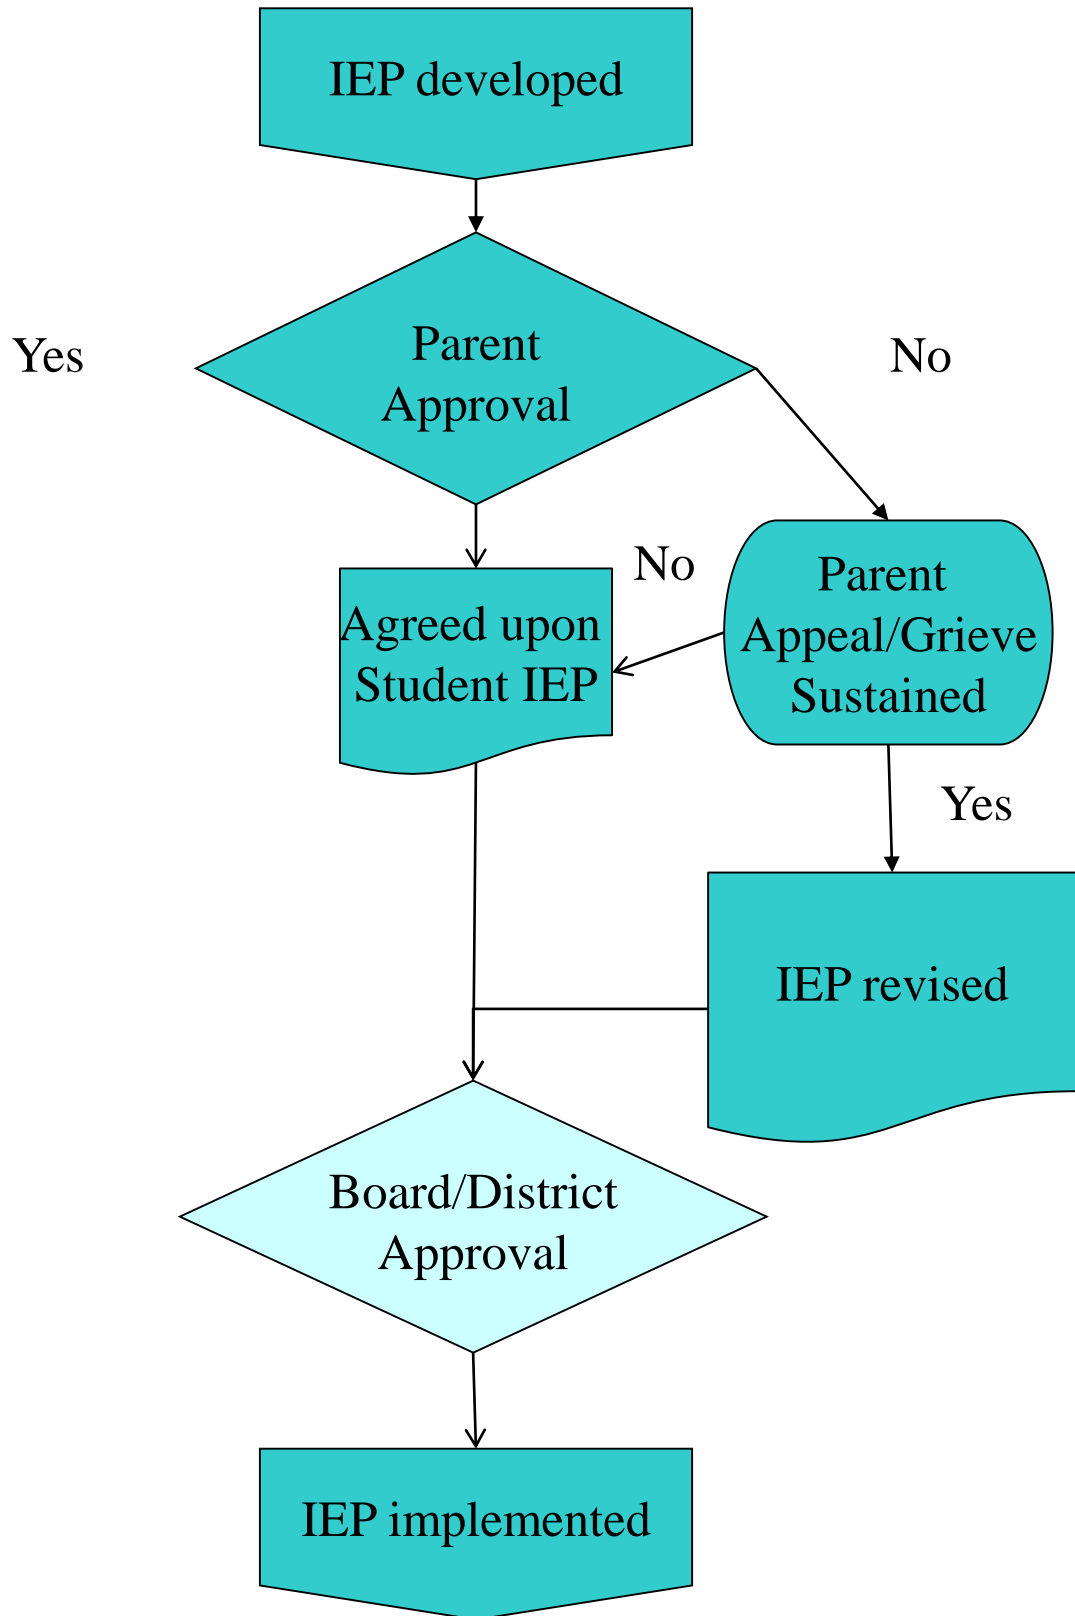 IEP developed
Yes
Parent
Approval
No
Agreed upon
Student IEP
No
Parent
Appeal/Grieve
Sustained
Yes
IEP revised
Board/District
Approval
IEP implemented